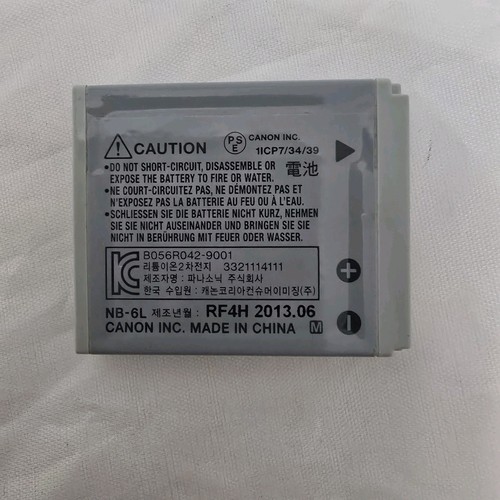 CAUTION PS E CANON INC.
1ICP7/34/39
•DO NOT SHORT-CIRCUIT, DISASSEMBLE OR 電池
EXPOSE THE BATTERY TO FIRE OR WATER.
•NE COURT-CIRCUITEZ PAS, NE DÉMONTEZ PAS ET
N'EXPOSEZ PAS LA BATTERIE AU FEU OU À L'EAU.
•SCHLIESSEN SIE DIE BATTERIE NICHT KURZ, NEHMEN
SIE NICHT AUSEINANDER UND BRINGEN SIE SIE
NICHT IN BERÜHRUNG MIT FEUER ODER WASSER.
B056R042-9001
리튬이온2차전지 3321114111
제조자명 : 파나소닉 주식회사
한국 수입원 : 캐논코리아컨슈머이미징(주)
NB-6L 제조년월 : RF4H 2013.06
CANON INC. MADE IN CHINA M